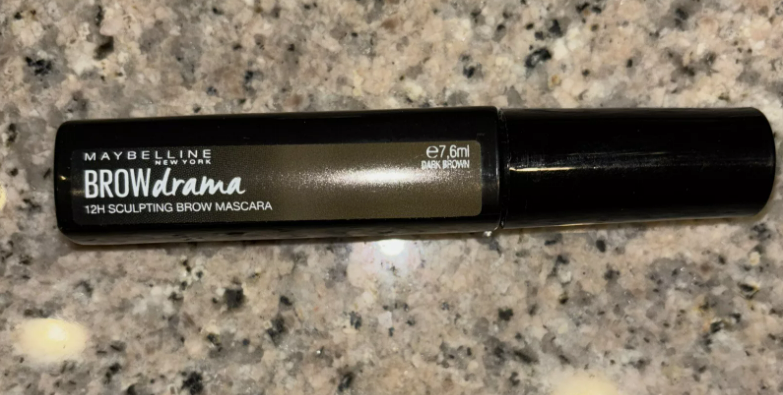 MAYBELLINE
NEW YORK
BROWdrama
12H SCULPTING BROW MASCARA
℮7,6ml
DARK BROWN